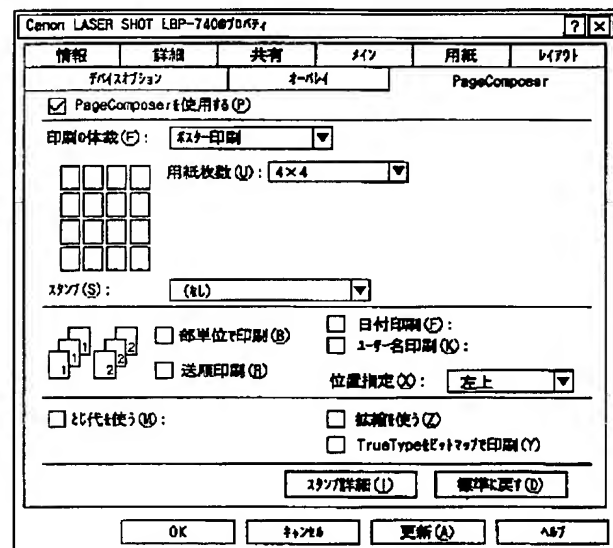 Canon LASER SHOT LBP-740のプロパティ ? ×
情報 詳細 共有 メイン 用紙 レイアウト
デバイスオプション オーバレイ PageComposer
PageComposerを使用する(P)
印刷の体裁(F): ポスター印刷
用紙枚数(U): 4×4
スタンプ(S): (なし)
部単位で印刷(B) 日付印刷(F):
ユーザー名印刷(K):
1 1 1 2 2 2
逆順印刷(R) 位置指定(X): 左上
とじ代を使う(M): 拡縮を使う(Z)
TrueTypeをビットマップで印刷(Y)
スタンプ詳細(I) 標準に戻す(D)
OK キャンセル 更新(A) ヘルプ